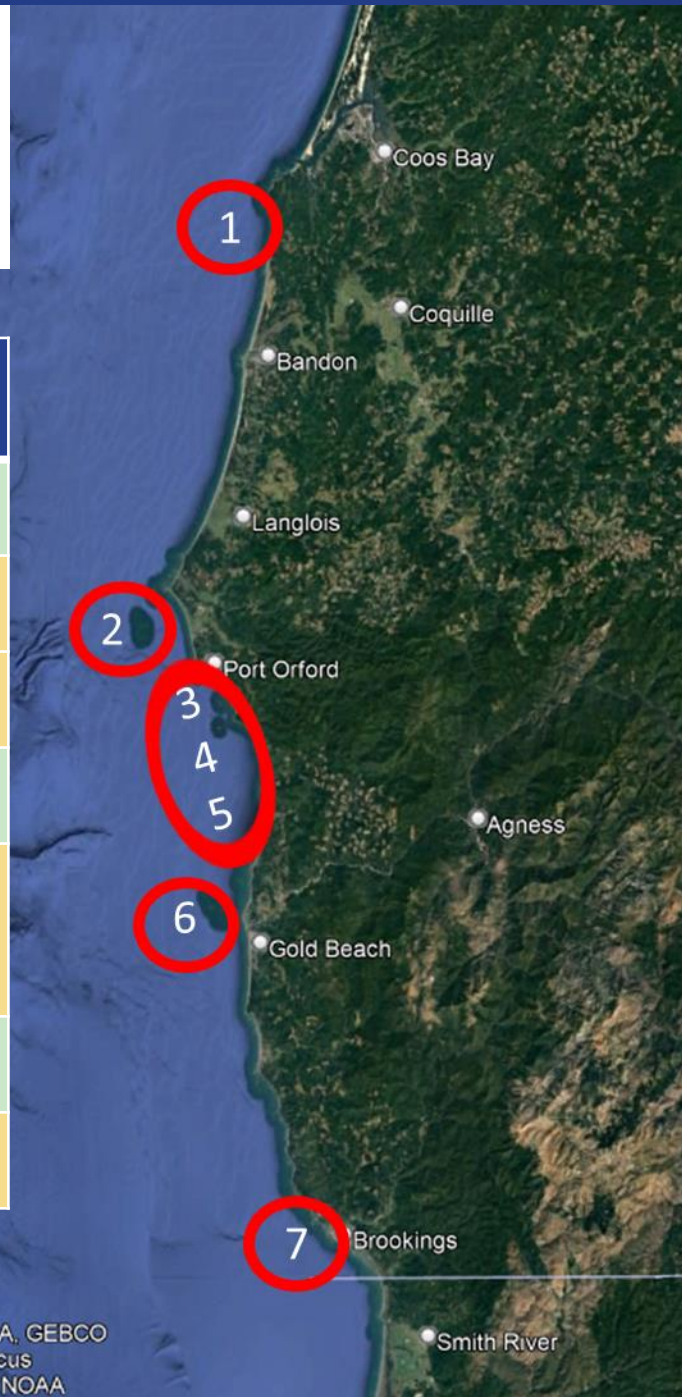 Coos Bay
1
Coquille
Bandon
Langlois
2
Port Orford
3
4
5
Agness
6
Gold Beach
7
Brookings
Smith River
A, GEBCO
cus
NOAA